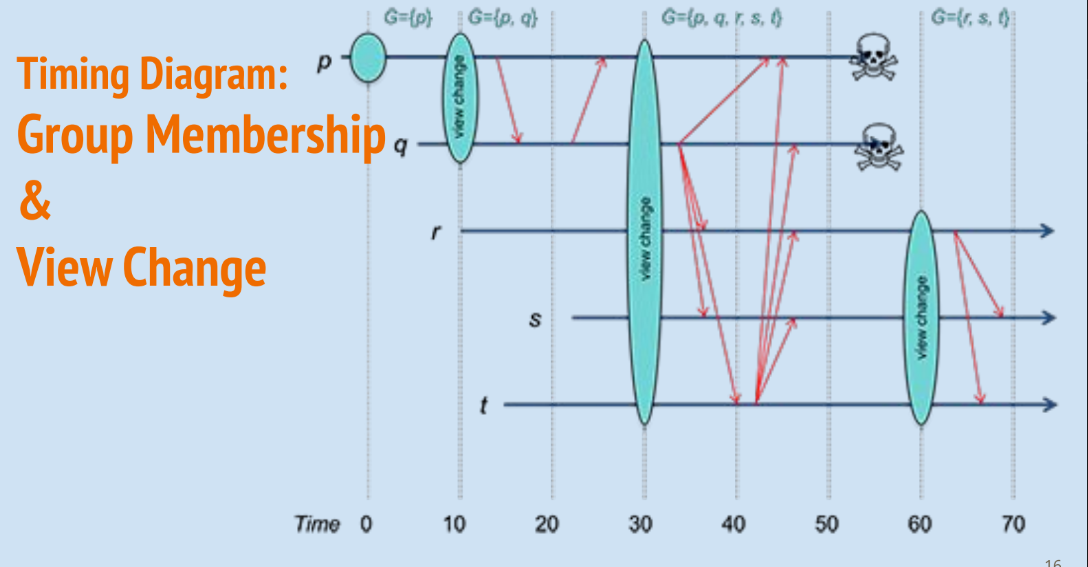 G={p}
G={p, q}
G={p, q, r, s, t}
G={r, s, t}
Timing Diagram:
Group Membership
&
View Change
p
q
r
s
t
view change
view change
view change
Time 0 10 20 30 40 50 60 70
16